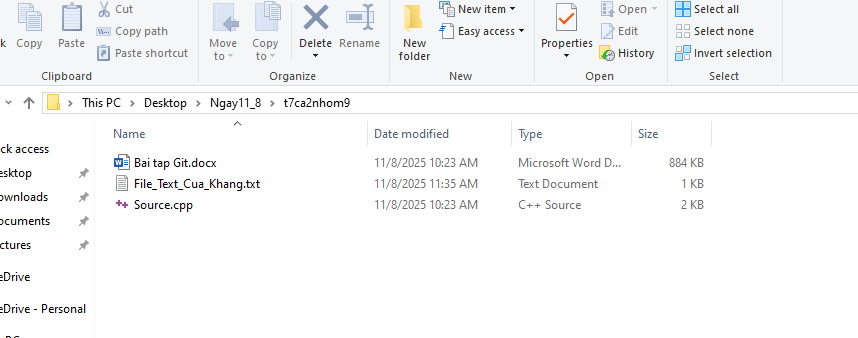 Copy
Paste
Cut
Copy path
Paste shortcut
Clipboard
Move to
Copy to
Delete
Rename
Organize
New folder
New item
Easy access
New
Properties
Open
Edit
History
Open
Select all
Select none
Invert selection
Select
This PC > Desktop > Ngay11_8 > t7ca2nhom9
Name Date modified Type Size
Bai tap Git.docx 11/8/2025 10:23 AM Microsoft Word D... 884 KB
File_Text_Cua_Khang.txt 11/8/2025 11:35 AM Text Document 1 KB
Source.cpp 11/8/2025 10:23 AM C++ Source 2 KB
ck access
esktop
ownloads
ocuments
ctures
eDrive
eDrive - Personal